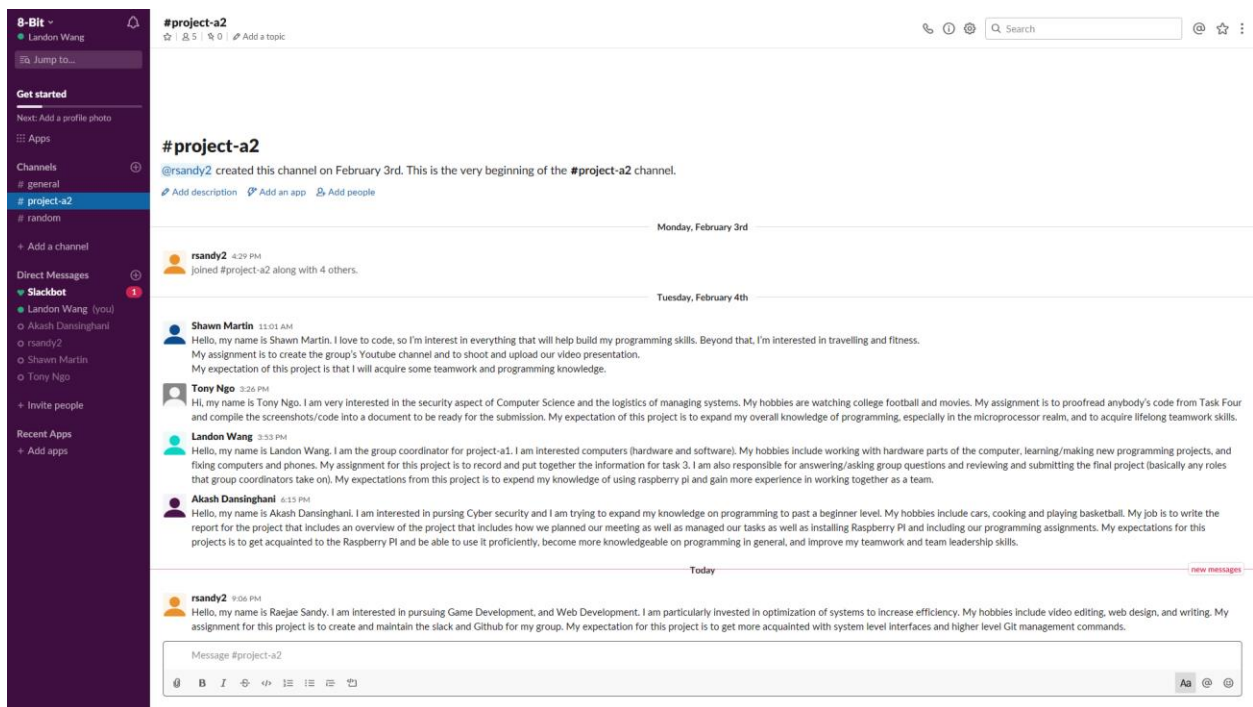 8-Bit
Landon Wang
Jump to...
Get started
Next: Add a profile photo
Apps
Channels
# general
# project-a2
# random
+ Add a channel
Direct Messages
Slackbot 1
Landon Wang (you)
Akash Dansinghani
rsandy2
Shawn Martin
Tony Ngo
+ Invite people
Recent Apps
+ Add apps
#project-a2
5 | 0 | Add a topic
Search
#project-a2
@rsandy2 created this channel on February 3rd. This is the very beginning of the #project-a2 channel.
Add description Add an app Add people
Monday, February 3rd
rsandy2 4:29 PM
joined #project-a2 along with 4 others.
Tuesday, February 4th
Shawn Martin 11:01 AM
Hello, my name is Shawn Martin. I love to code, so I'm interest in everything that will help build my programming skills. Beyond that, I'm interested in travelling and fitness.
My assignment is to create the group's Youtube channel and to shoot and upload our video presentation.
My expectation of this project is that I will acquire some teamwork and programming knowledge.
Tony Ngo 3:26 PM
Hi, my name is Tony Ngo. I am very interested in the security aspect of Computer Science and the logistics of managing systems. My hobbies are watching college football and movies. My assignment is to proofread anybody's code from Task Four
and compile the screenshots/code into a document to be ready for the submission. My expectation of this project is to expand my overall knowledge of programming, especially in the microprocessor realm, and to acquire lifelong teamwork skills.
Landon Wang 3:53 PM
Hello, my name is Landon Wang. I am the group coordinator for project-a1. I am interested computers (hardware and software). My hobbies include working with hardware parts of the computer, learning/making new programming projects, and
fixing computers and phones. My assignment for this project is to record and put together the information for task 3. I am also responsible for answering/asking group questions and reviewing and submitting the final project (basically any roles
that group coordinators take on). My expectations from this project is to expend my knowledge of using raspberry pi and gain more experience in working together as a team.
Akash Dansinghani 6:15 PM
Hello, my name is Akash Dansinghani. I am interested in pursing Cyber security and I am trying to expand my knowledge on programming to past a beginner level. My hobbies include cars, cooking and playing basketball. My job is to write the
report for the project that includes an overview of the project that includes how we planned our meeting as well as managed our tasks as well as installing Raspberry PI and including our programming assignments. My expectations for this
projects is to get acquainted to the Raspberry PI and be able to use it proficiently, become more knowledgeable on programming in general, and improve my teamwork and team leadership skills.
Today
new messages
rsandy2 9:06 PM
Hello, my name is Raejae Sandy. I am interested in pursuing Game Development, and Web Development. I am particularly invested in optimization of systems to increase efficiency. My hobbies include video editing, web design, and writing. My
assignment for this project is to create and maintain the slack and Github for my group. My expectation for this project is to get more acquainted with system level interfaces and higher level Git management commands.
Message #project-a2
B I Aa @